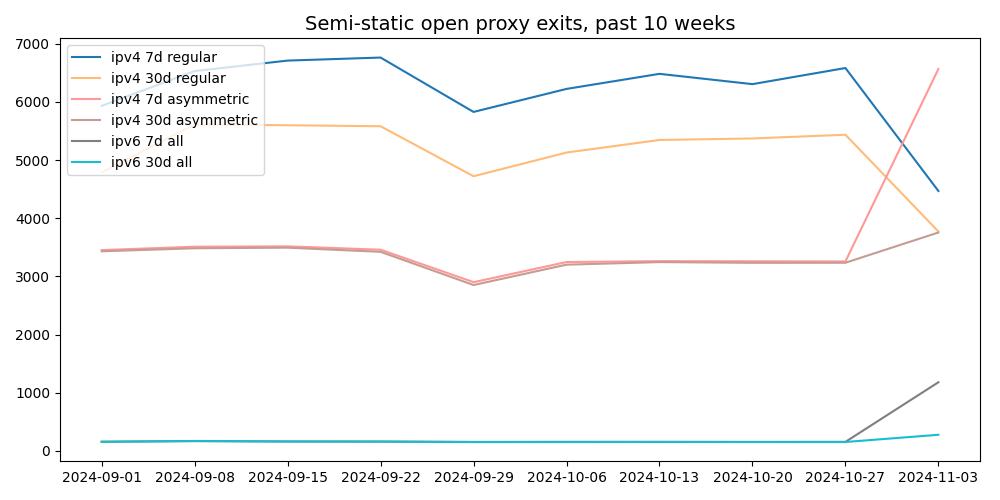 Semi-static open proxy exits, past 10 weeks
7000
6000
5000
4000
3000
2000
1000
0
ipv4 7d regular
ipv4 30d regular
ipv4 7d asymmetric
ipv4 30d asymmetric
ipv6 7d all
ipv6 30d all
2024-09-01 2024-09-08 2024-09-15 2024-09-22 2024-09-29 2024-10-06 2024-10-13 2024-10-20 2024-10-27 2024-11-03